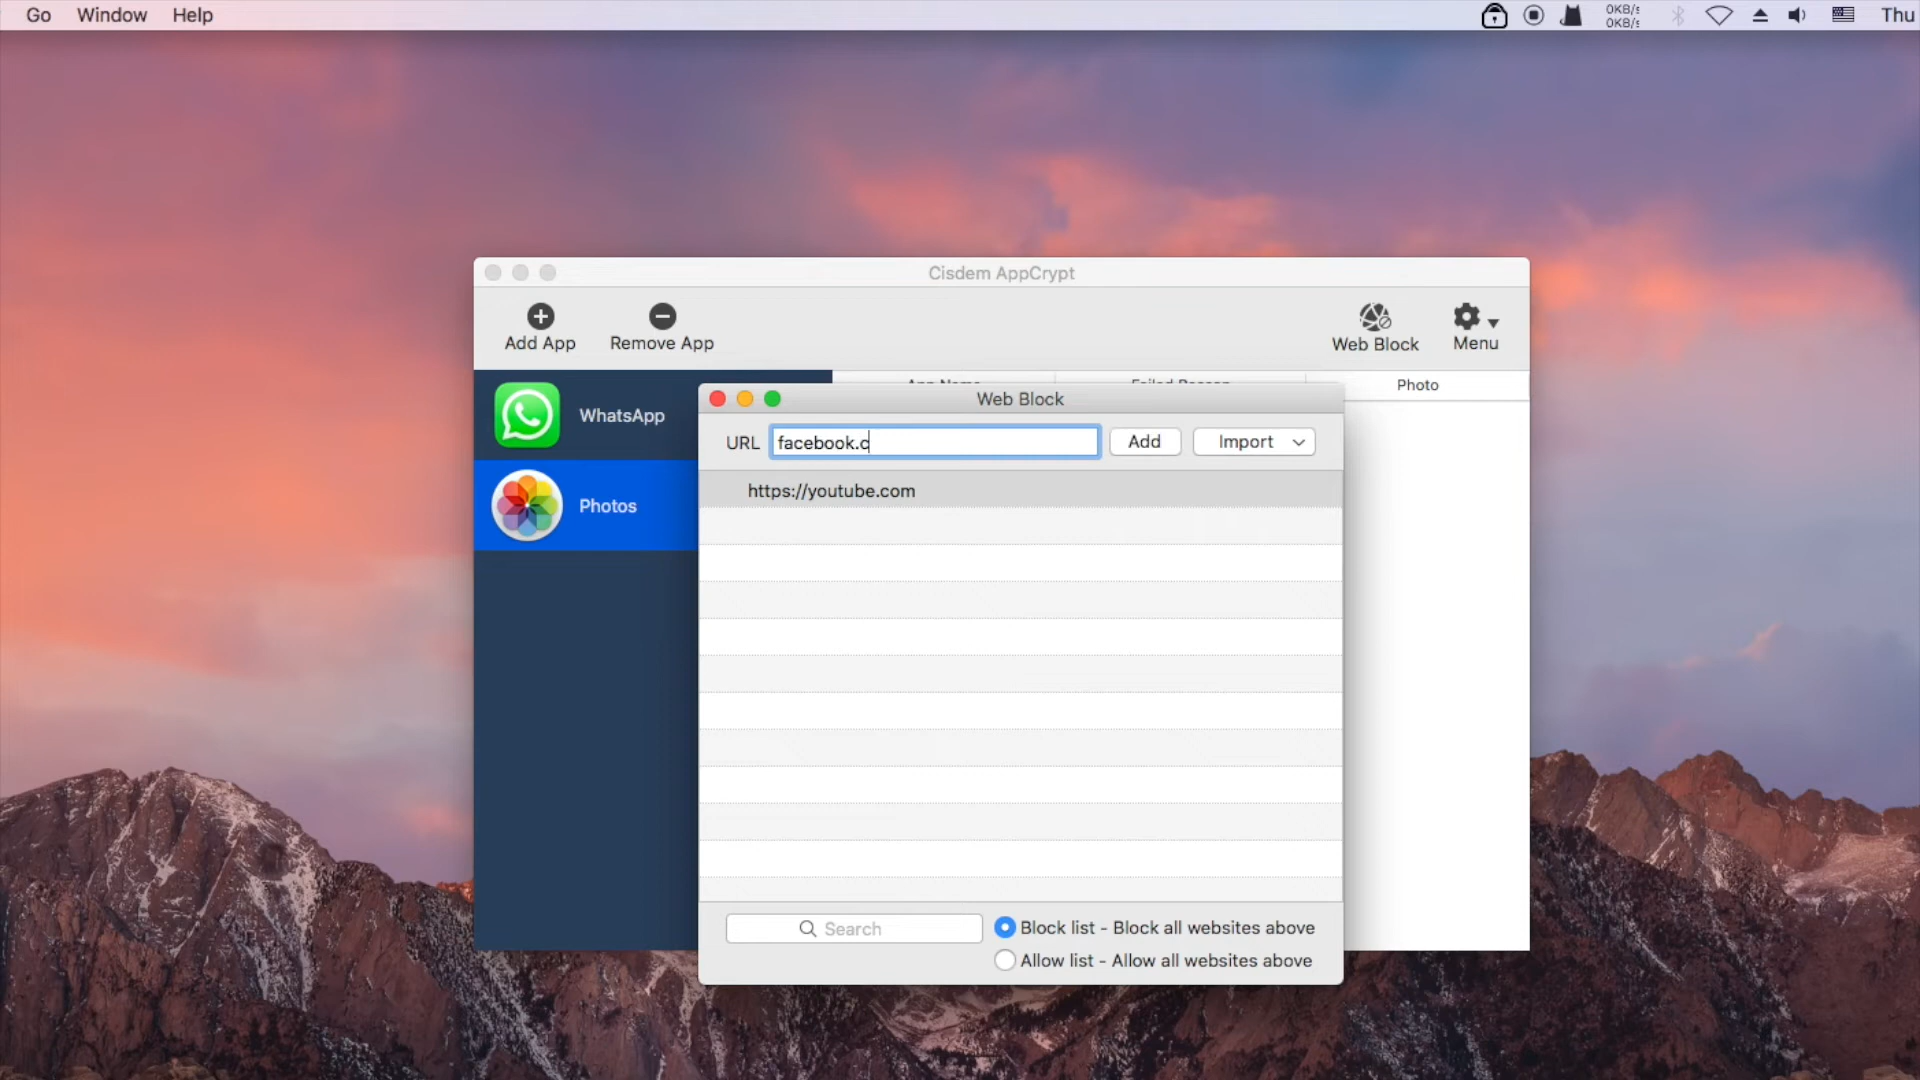 Go Window Help
0KB/s
0KB/s
Thu
Cisdem AppCrypt
Add App Remove App Web Block Menu
App Name Failed Reason Photo
WhatsApp
Photos
Web Block
URL facebook.c Add Import
https://youtube.com
Search
Block list - Block all websites above
Allow list - Allow all websites above